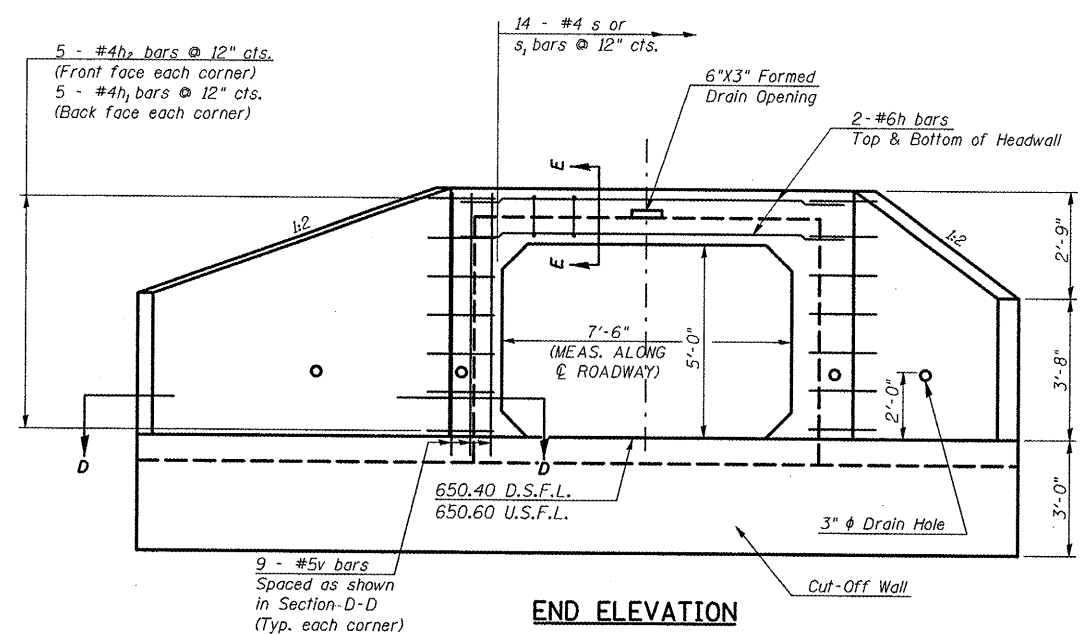 14 - #4 s or
s1 bars @ 12" cts.
5 - #4h2 bars @ 12" cts.
(Front face each corner)
5 - #4h1 bars @ 12" cts.
(Back face each corner)
6"X3" Formed
Drain Opening
2-#6h bars
Top & Bottom of Headwall
E
E
1:2
1:2
2'-9"
7'-6"
(MEAS. ALONG
℄ ROADWAY)
5'-0"
3'-8"
2'-0"
D
D
650.40 D.S.F.L.
650.60 U.S.F.L.
3'-0"
3" ϕ Drain Hole
9 - #5v bars
Spaced as shown
in Section D-D
(Typ. each corner)
Cut-Off Wall
END ELEVATION